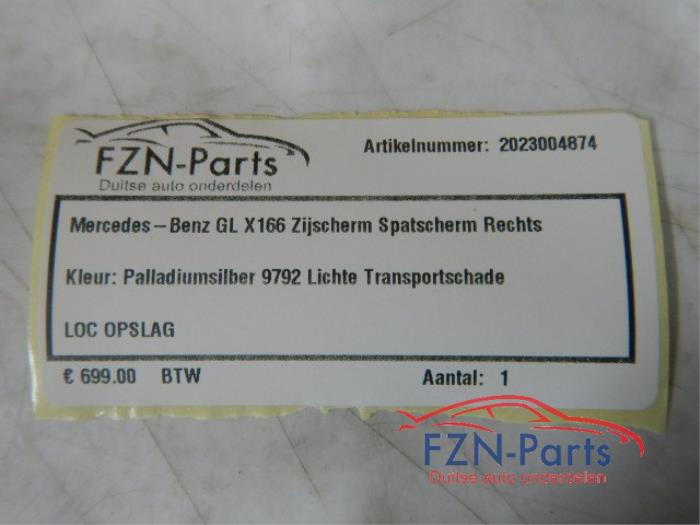 FZN-Parts
Duitse auto onderdelen
Artikelnummer: 2023004874
Mercedes-Benz GL X166 Zijscherm Spatscherm Rechts
Kleur: Palladiumsilber 9792 Lichte Transportschade
LOC OPSLAG
€ 699.00 BTW Aantal: 1
FZN-Parts
Duitse auto onderdelen